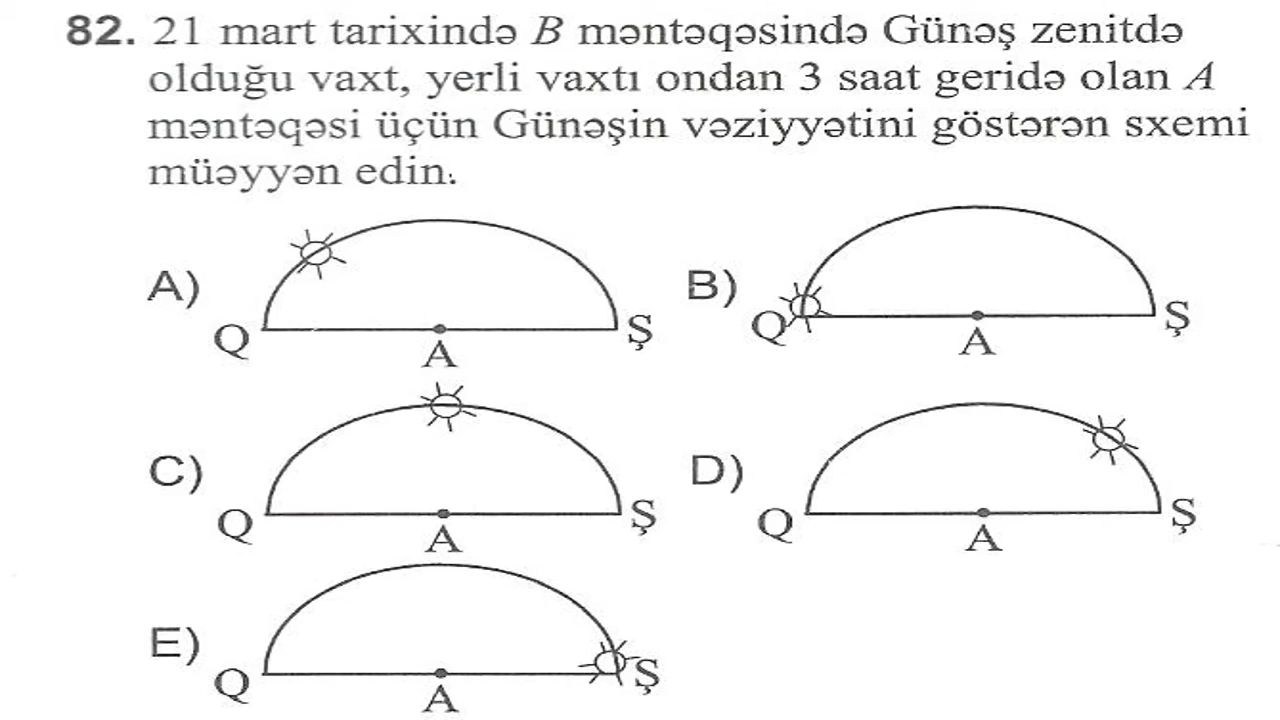 82. 21 mart tarixində B məntəqəsində Günəş zenitdə
olduğu vaxt, yerli vaxtı ondan 3 saat geridə olan A
məntəqəsi üçün Günəşin vəziyyətini göstərən sxemi
müəyyən edin.
A) Q A Ş
B) Q A Ş
C) Q A Ş
D) Q A Ş
E) Q A Ş